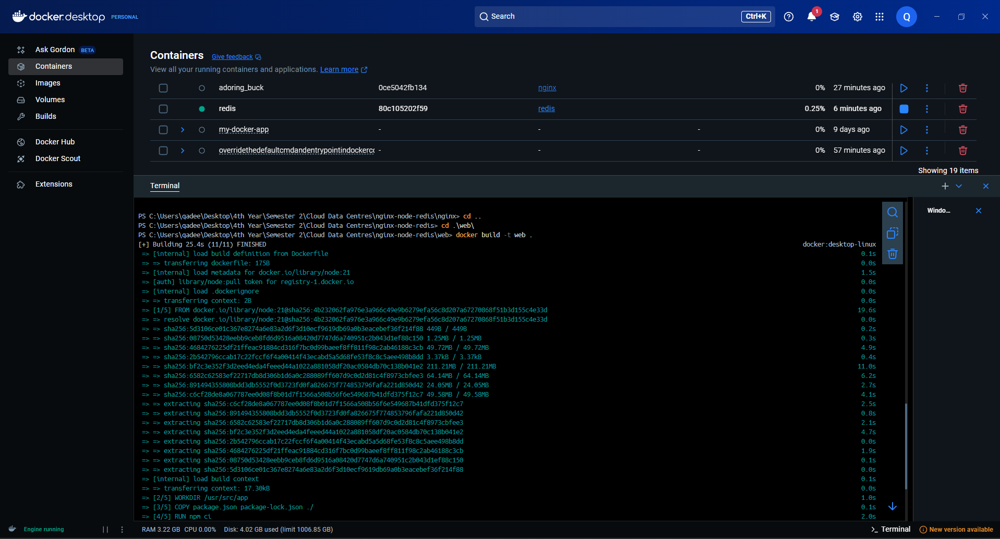 docker.desktop PERSONAL
Search
Ctrl+K
1
Q
Ask Gordon BETA
Containers
Images
Volumes
Builds
Docker Hub
Docker Scout
Extensions
Containers Give feedback
View all your running containers and applications. Learn more
adoring_buck 0ce5042fb134 nginx 0% 27 minutes ago
redis 80c105202f59 redis 0.25% 6 minutes ago
my-docker-app - - - 0% 9 days ago
overridethedefaultcmdandentrypointindockercc - - - 0% 57 minutes ago
Showing 19 items
Terminal
Windo...
PS C:\Users\qadee\Desktop\4th Year\Semester 2\Cloud Data Centres\nginx-node-redis\nginx> cd ..
PS C:\Users\qadee\Desktop\4th Year\Semester 2\Cloud Data Centres\nginx-node-redis> cd .\web\
PS C:\Users\qadee\Desktop\4th Year\Semester 2\Cloud Data Centres\nginx-node-redis\web> docker build -t web .
[+] Building 25.4s (11/11) FINISHED docker:desktop-linux
=> [internal] load build definition from Dockerfile 0.1s
=> => transferring dockerfile: 175B 0.0s
=> [internal] load metadata for docker.io/library/node:21 1.5s
=> [auth] library/node:pull token for registry-1.docker.io 0.0s
=> [internal] load .dockerignore 0.0s
=> => transferring context: 2B 0.0s
=> [1/5] FROM docker.io/library/node:21@sha256:4b232062fa976e3a966c49e9b6279efa56c8d207a67270868f51b3d155c4e33d 19.6s
=> => resolve docker.io/library/node:21@sha256:4b232062fa976e3a966c49e9b6279efa56c8d207a67270868f51b3d155c4e33d 0.0s
=> => sha256:5d3106ce01c367e8274a6e83a2d6f3d10ecf9619db69a0b3eacebef36f214f88 449B / 449B 0.2s
=> => sha256:08750d53428eebb9ceb8fd6d9516a08420d7747d6a740951c2b043d1ef88c150 1.25MB / 1.25MB 0.3s
=> => sha256:4684276225df21ffeac91884cd316f7bc0d99baeef8ff811f98c2ab46188c3cb 49.72MB / 49.72MB 4.9s
=> => sha256:2b542796ccab17c22fccf6f4a00414f43ecabd5a5d68fe53f8c8c5aee498b8dd 3.37kB / 3.37kB 0.4s
=> => sha256:bf2c3e352f3d2eed4eda4feeed44a1022a881058df20ac0584db70c138b041e2 211.21MB / 211.21MB 11.0s
=> => sha256:6582c62583ef22717db8d306b1d6a0c288089ff607d9c0d2d81c4f8973cbfee3 64.14MB / 64.14MB 6.2s
=> => sha256:891494355808bdd3db5552f0d3723fd0fa826675f774853796fafa221d850d42 24.05MB / 24.05MB 2.7s
=> => sha256:c6cf28de8a067787ee0d08f8b01d7f1566a508b56f6e549687b41dfd375f12c7 49.58MB / 49.58MB 4.1s
=> => extracting sha256:c6cf28de8a067787ee0d08f8b01d7f1566a508b56f6e549687b41dfd375f12c7 2.5s
=> => extracting sha256:891494355808bdd3db5552f0d3723fd0fa826675f774853796fafa221d850d42 0.8s
=> => extracting sha256:6582c62583ef22717db8d306b1d6a0c288089ff607d9c0d2d81c4f8973cbfee3 2.1s
=> => extracting sha256:bf2c3e352f3d2eed4eda4feeed44a1022a881058df20ac0584db70c138b041e2 4.7s
=> => extracting sha256:2b542796ccab17c22fccf6f4a00414f43ecabd5a5d68fe53f8c8c5aee498b8dd 0.0s
=> => extracting sha256:4684276225df21ffeac91884cd316f7bc0d99baeef8ff811f98c2ab46188c3cb 1.9s
=> => extracting sha256:08750d53428eebb9ceb8fd6d9516a08420d7747d6a740951c2b043d1ef88c150 0.1s
=> => extracting sha256:5d3106ce01c367e8274a6e83a2d6f3d10ecf9619db69a0b3eacebef36f214f88 0.0s
=> [internal] load build context 0.1s
=> => transferring context: 17.30kB 0.0s
=> [2/5] WORKDIR /usr/src/app 1.0s
=> [3/5] COPY package.json package-lock.json ./ 0.1s
=> [4/5] RUN npm ci 2.0s
Engine running
RAM 3.22 GB CPU 0.00% Disk: 4.02 GB used (limit 1006.85 GB)
Terminal
New version available